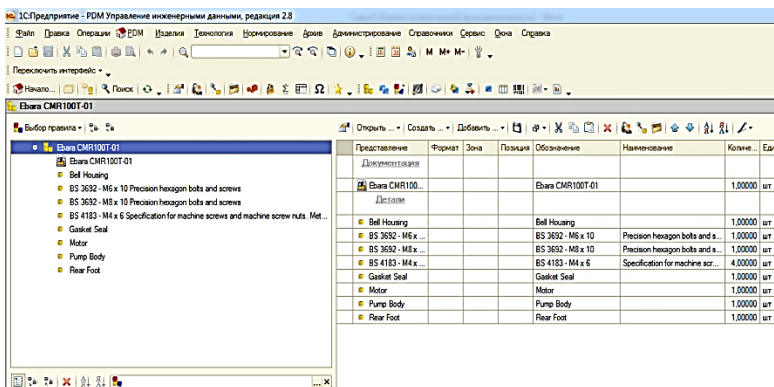 1С:Предприятие - PDM Управление инженерными данными, редакция 2.8
Файл Правка Операции PDM Изделия Технология Нормирование Архив Администрирование Справочники Сервис Окна Справка
M M+ M-
Переключить интерфейс
Начало... Поиск
Ebara CMR100T-01
Выбор правила
Открыть ... Создать ... Добавить ...
Ebara CMR100T-01
Ebara CMR100T-01
Bell Housing
BS 3692 - M6 x 10 Precision hexagon bolts and screws
BS 3692 - M8 x 10 Precision hexagon bolts and screws
BS 4183 - M4 x 6 Specification for machine screws and machine screw nuts. Met...
Gasket Seal
Motor
Pump Body
Rear Foot
Представление Формат Зона Позиция Обозначение Наименование Количе... Еди
Документация
Ebara CMR100... Ebara CMR100T-01 1,00000 шт
Детали
Bell Housing Bell Housing 1,00000 шт
BS 3692 - M6 x ... BS 3692 - M6 x 10 Precision hexagon bolts and s... 1,00000 шт
BS 3692 - M8 x ... BS 3692 - M8 x 10 Precision hexagon bolts and s... 1,00000 шт
BS 4183 - M4 x ... BS 4183 - M4 x 6 Specification for machine scr... 4,00000 шт
Gasket Seal Gasket Seal 1,00000 шт
Motor Motor 1,00000 шт
Pump Body Pump Body 1,00000 шт
Rear Foot Rear Foot 1,00000 шт